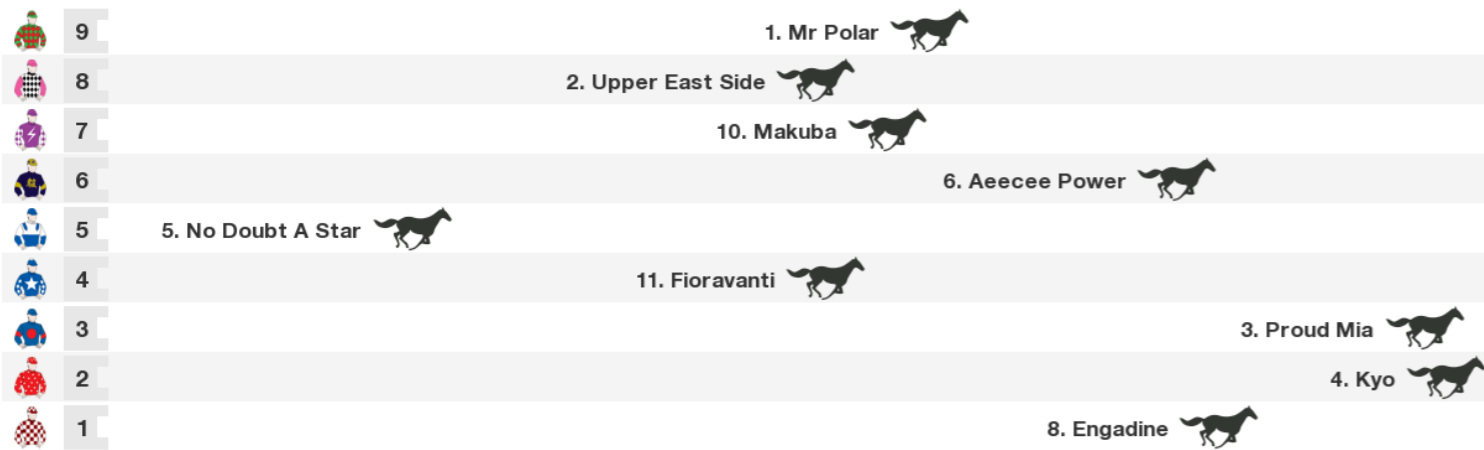 9 1. Mr Polar
8 2. Upper East Side
7 10. Makuba
6 6. Aeecee Power
5 5. No Doubt A Star
4 11. Fioravanti
3 3. Proud Mia
2 4. Kyo
1 8. Engadine